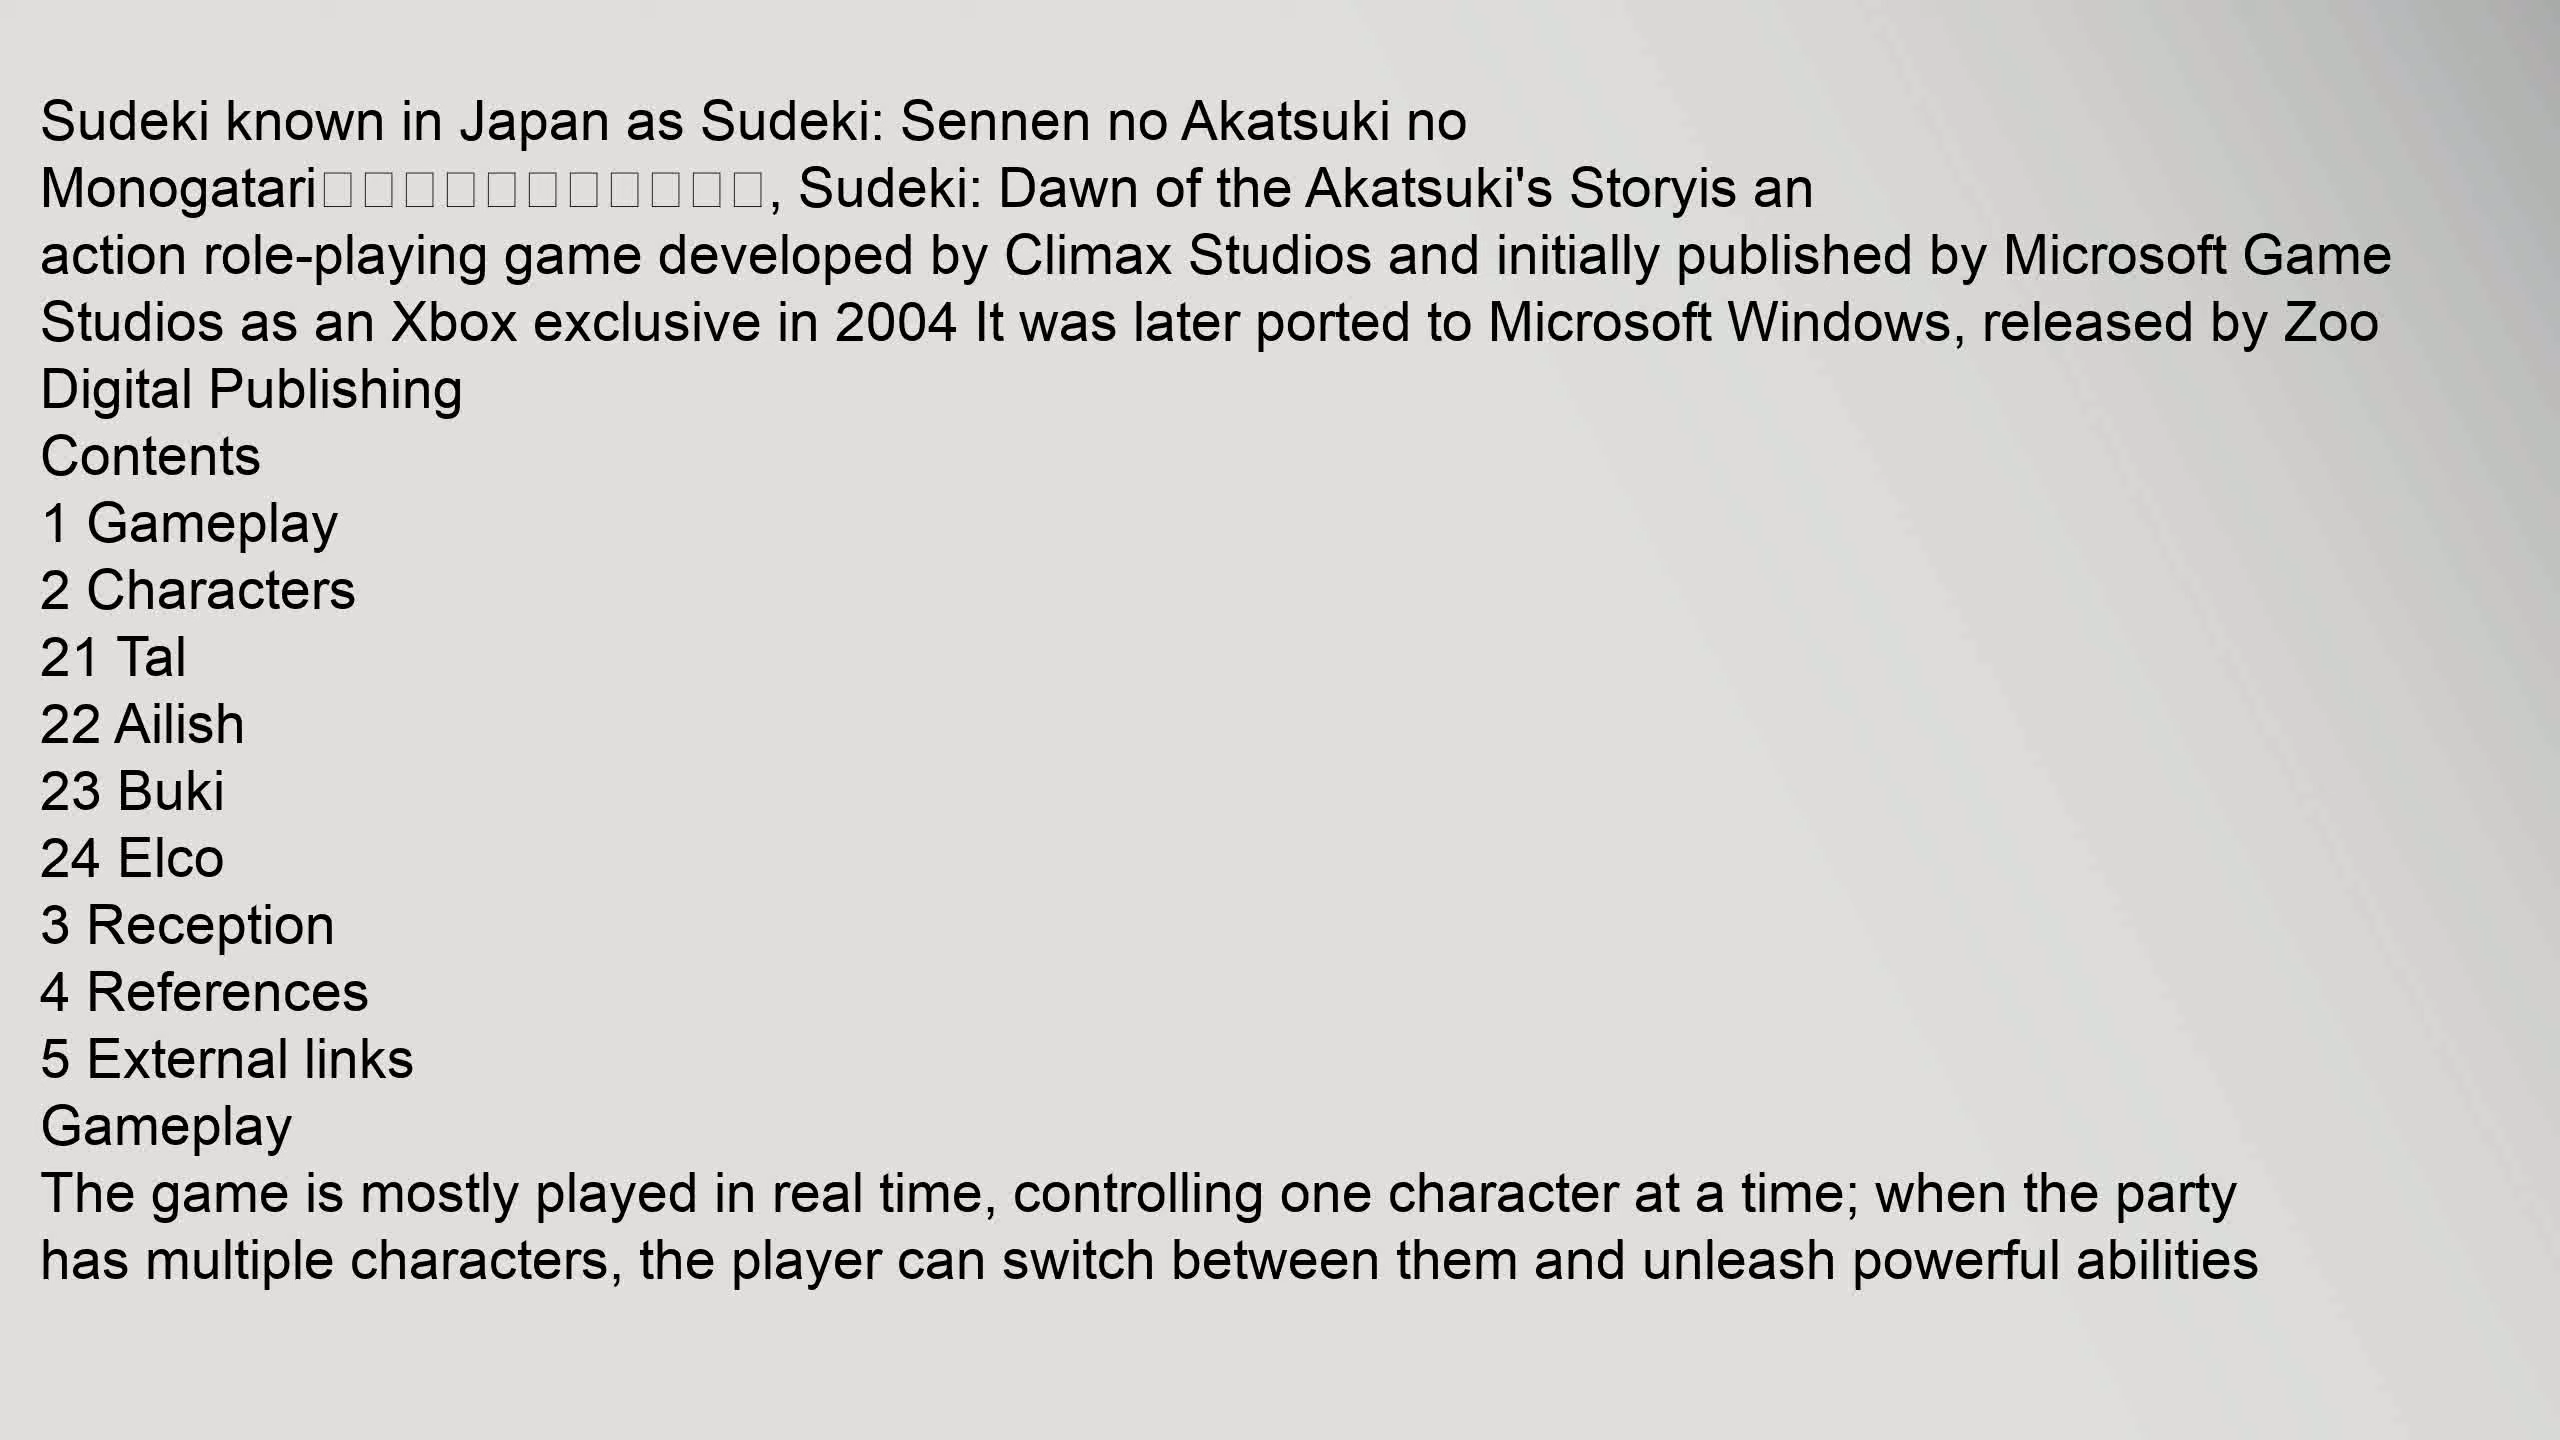 Sudeki known in Japan as Sudeki: Sennen no Akatsuki no
Monogatari□□□□□□□□□□□, Sudeki: Dawn of the Akatsuki's Storyis an
action role-playing game developed by Climax Studios and initially published by Microsoft Game
Studios as an Xbox exclusive in 2004 It was later ported to Microsoft Windows, released by Zoo
Digital Publishing
Contents
1 Gameplay
2 Characters
21 Tal
22 Ailish
23 Buki
24 Elco
3 Reception
4 References
5 External links
Gameplay
The game is mostly played in real time, controlling one character at a time; when the party
has multiple characters, the player can switch between them and unleash powerful abilities